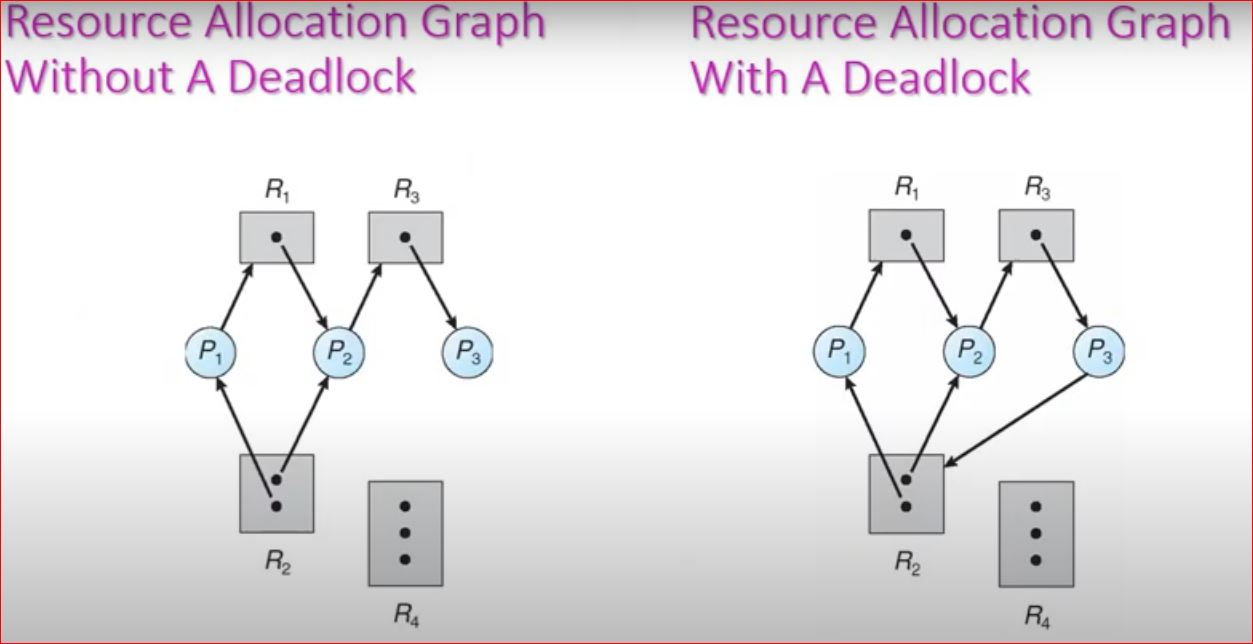 Resource Allocation Graph
Without A Deadlock
R₁ R₃
P₁ P₂ P₃
R₂
R₄
Resource Allocation Graph
With A Deadlock
R₁ R₃
P₁ P₂ P₃
R₂
R₄